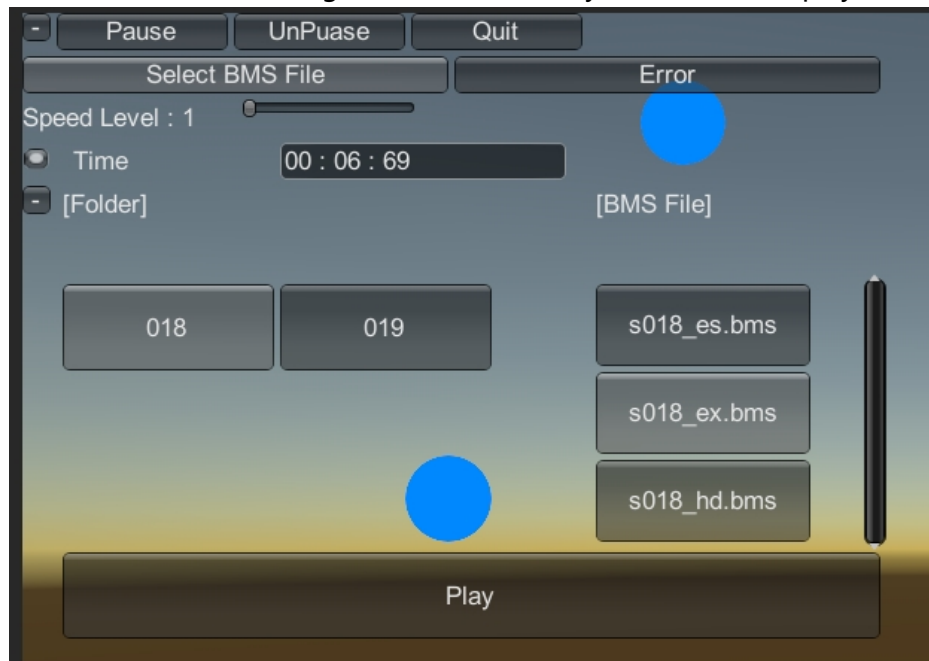 - Pause UnPuase Quit
Select BMS File Error
Speed Level : 1
Time 00 : 06 : 69
- [Folder] [BMS File]
018 019 s018_es.bms
s018_ex.bms
s018_hd.bms
Play